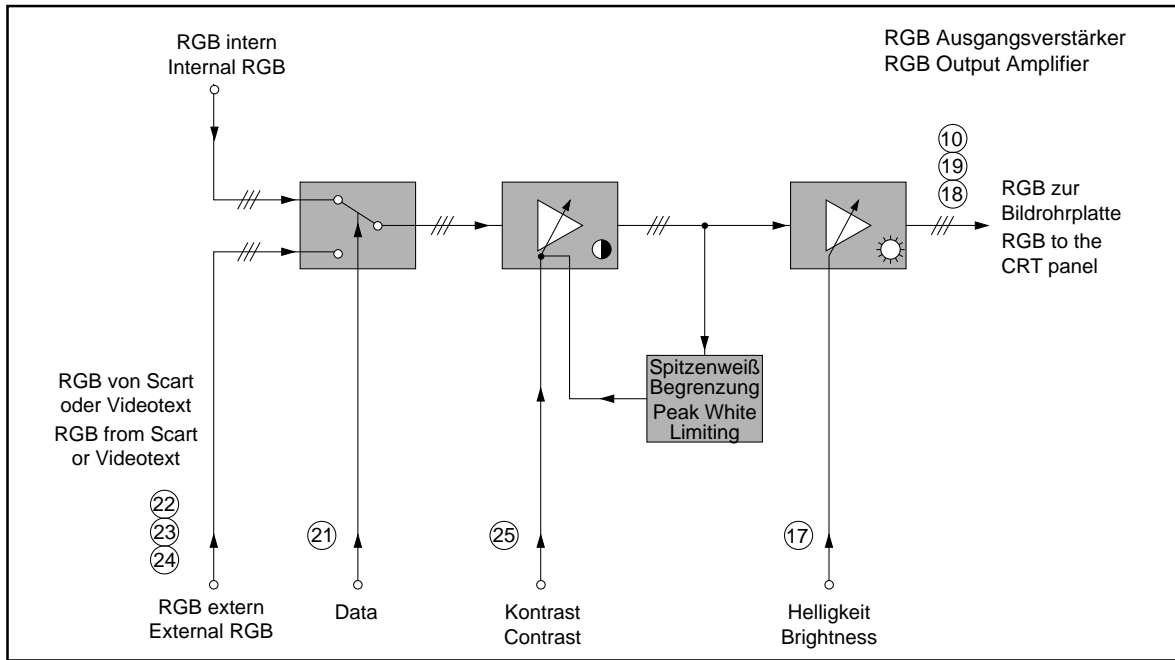 RGB intern
Internal RGB
RGB Ausgangsverstärker
RGB Output Amplifier
10
19
18
RGB zur
Bildrohrplatte
RGB to the
CRT panel
Spitzenweiß
Begrenzung
Peak White
Limiting
RGB von Scart
oder Videotext
RGB from Scart
or Videotext
22
23
24
21
25
17
RGB extern
External RGB
Data
Kontrast
Contrast
Helligkeit
Brightness